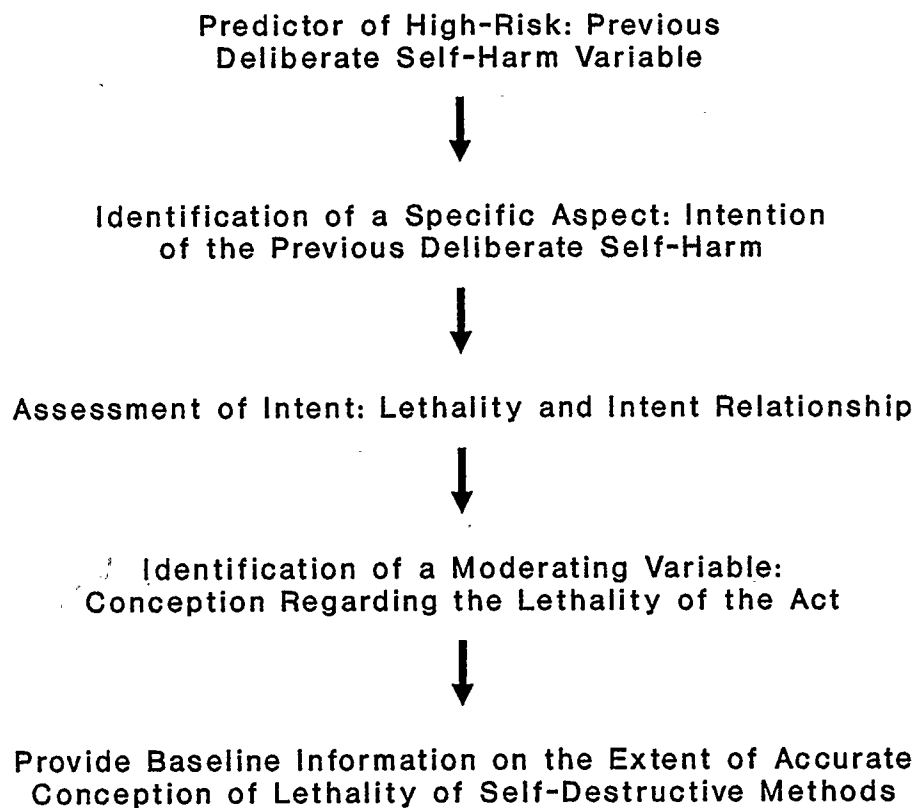 Predictor of High-Risk: Previous
Deliberate Self-Harm Variable
Identification of a Specific Aspect: Intention
of the Previous Deliberate Self-Harm
Assessment of Intent: Lethality and Intent Relationship
Identification of a Moderating Variable:
Conception Regarding the Lethality of the Act
Provide Baseline Information on the Extent of Accurate
Conception of Lethality of Self-Destructive Methods